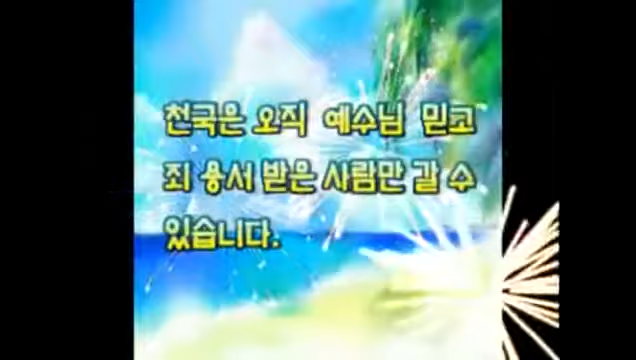 천국은 오직 예수님 믿고
죄 용서 받은 사람만 갈 수
있습니다.